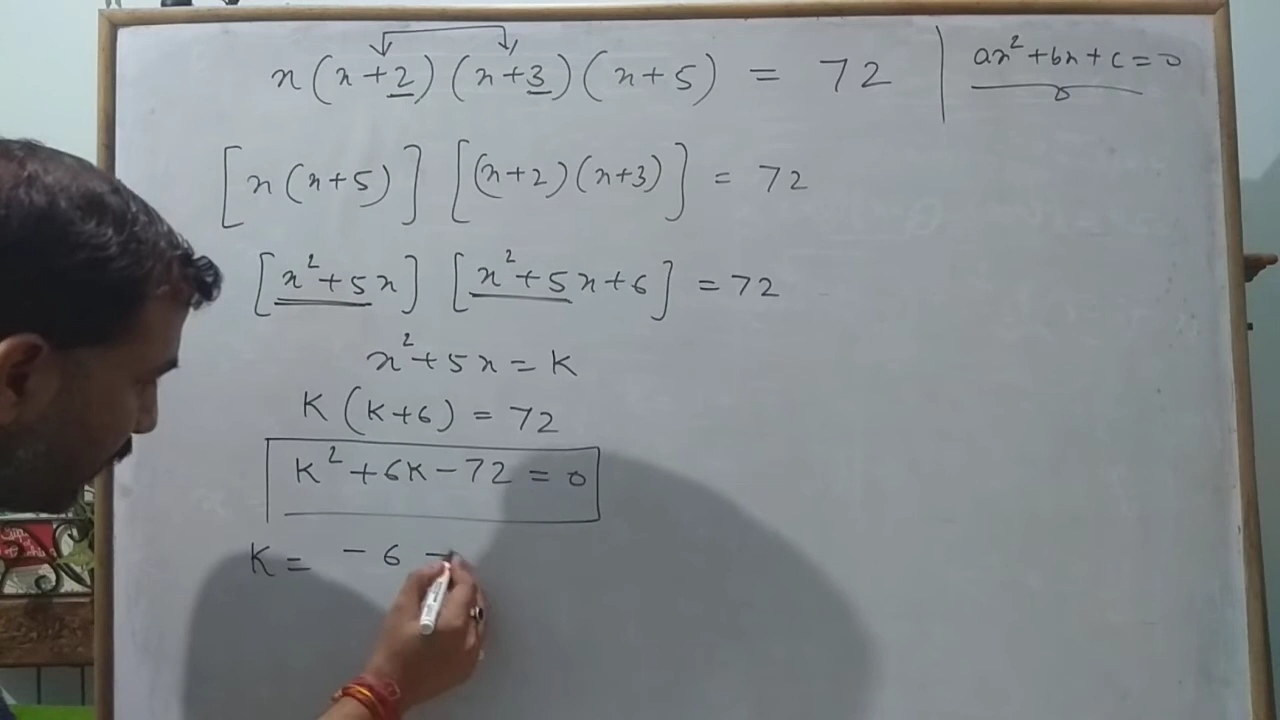 x(x+2)(x+3)(x+5) = 72
ax²+bx+c=0
[x(x+5)] [(x+2)(x+3)] = 72
[x²+5x] [x²+5x+6] = 72
x²+5x=K
K(K+6) = 72
K²+6K-72=0
K = -6